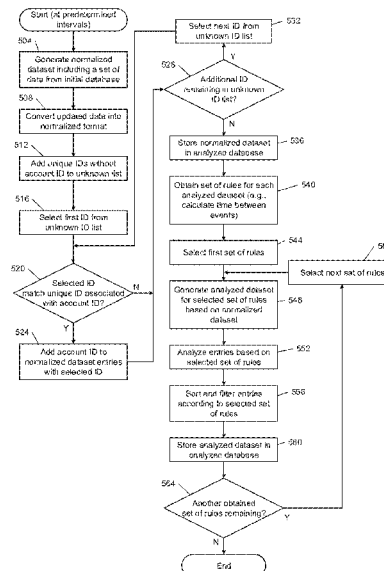 Start (at predetermined
intervals)
504
Generate normalized
dataset including a set of
data from initial database
508
Convert updated data into
normalized format
512
Add unique IDs without
account ID to unknown list
516
Select first ID from
unknown ID list
520
Selected ID
match unique ID associated
with account ID?
N
Y
524
Add account ID to
normalized dataset entries
with selected ID
532
Select next ID from
unknown ID list
Y
528
Additional ID
remaining in unknown
ID list?
N
536
Store normalized dataset
in analyzed database
540
Obtain set of rules for each
analyzed dataset (e.g.,
calculate time between
events)
544
Select first set of rules
Select next set of rules
548
Generate analyzed dataset
for selected set of rules
based on normalized
dataset
552
Analyze entries based on
selected set of rules
556
Sort and filter entries
according to selected set of
rules
560
Store analyzed dataset in
analyzed database
564
Another obtained
set of rules remaining?
Y
N
End